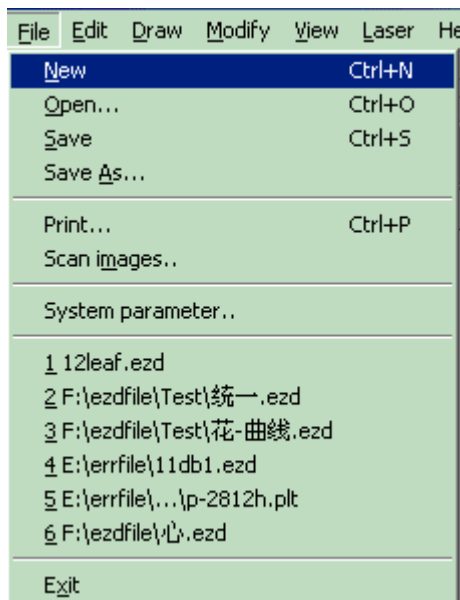 File Edit Draw Modify View Laser He
New Ctrl+N
Open... Ctrl+O
Save Ctrl+S
Save As...
Print... Ctrl+P
Scan images..
System parameter..
1 12leaf.ezd
2 F:\ezdfile\Test\统一.ezd
3 F:\ezdfile\Test\花-曲线.ezd
4 E:\errfile\11db1.ezd
5 E:\errfile\...\p-2812h.plt
6 F:\ezdfile\心.ezd
Exit